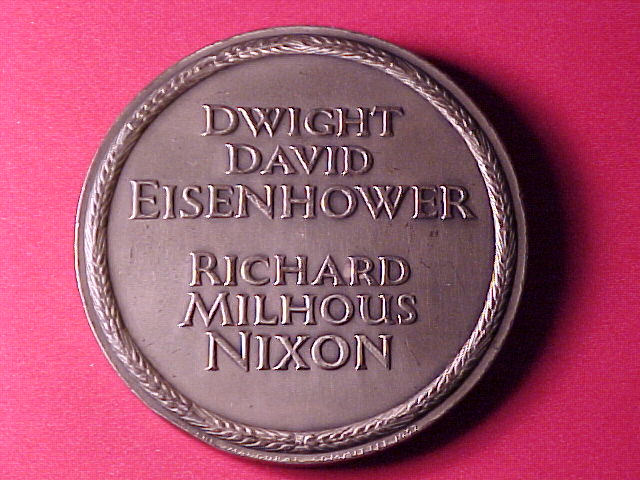 DWIGHT
DAVID
EISENHOWER
RICHARD
MILHOUS
NIXON